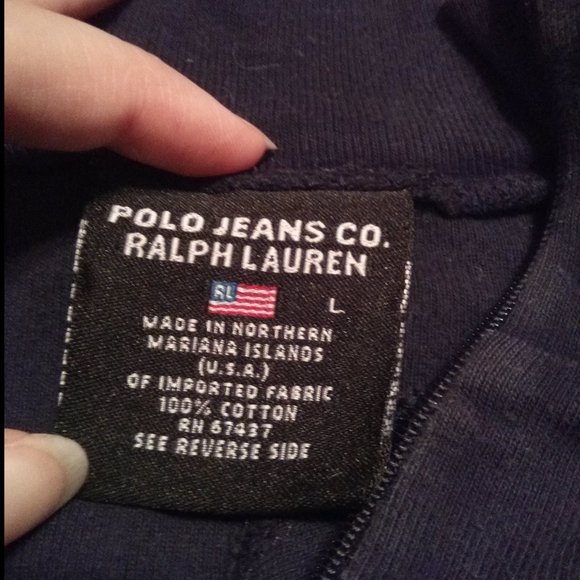 POLO JEANS CO.
RALPH LAUREN
RL
L
MADE IN NORTHERN
MARIANA ISLANDS
(U.S.A.)
OF IMPORTED FABRIC
100% COTTON
RN 67437
SEE REVERSE SIDE